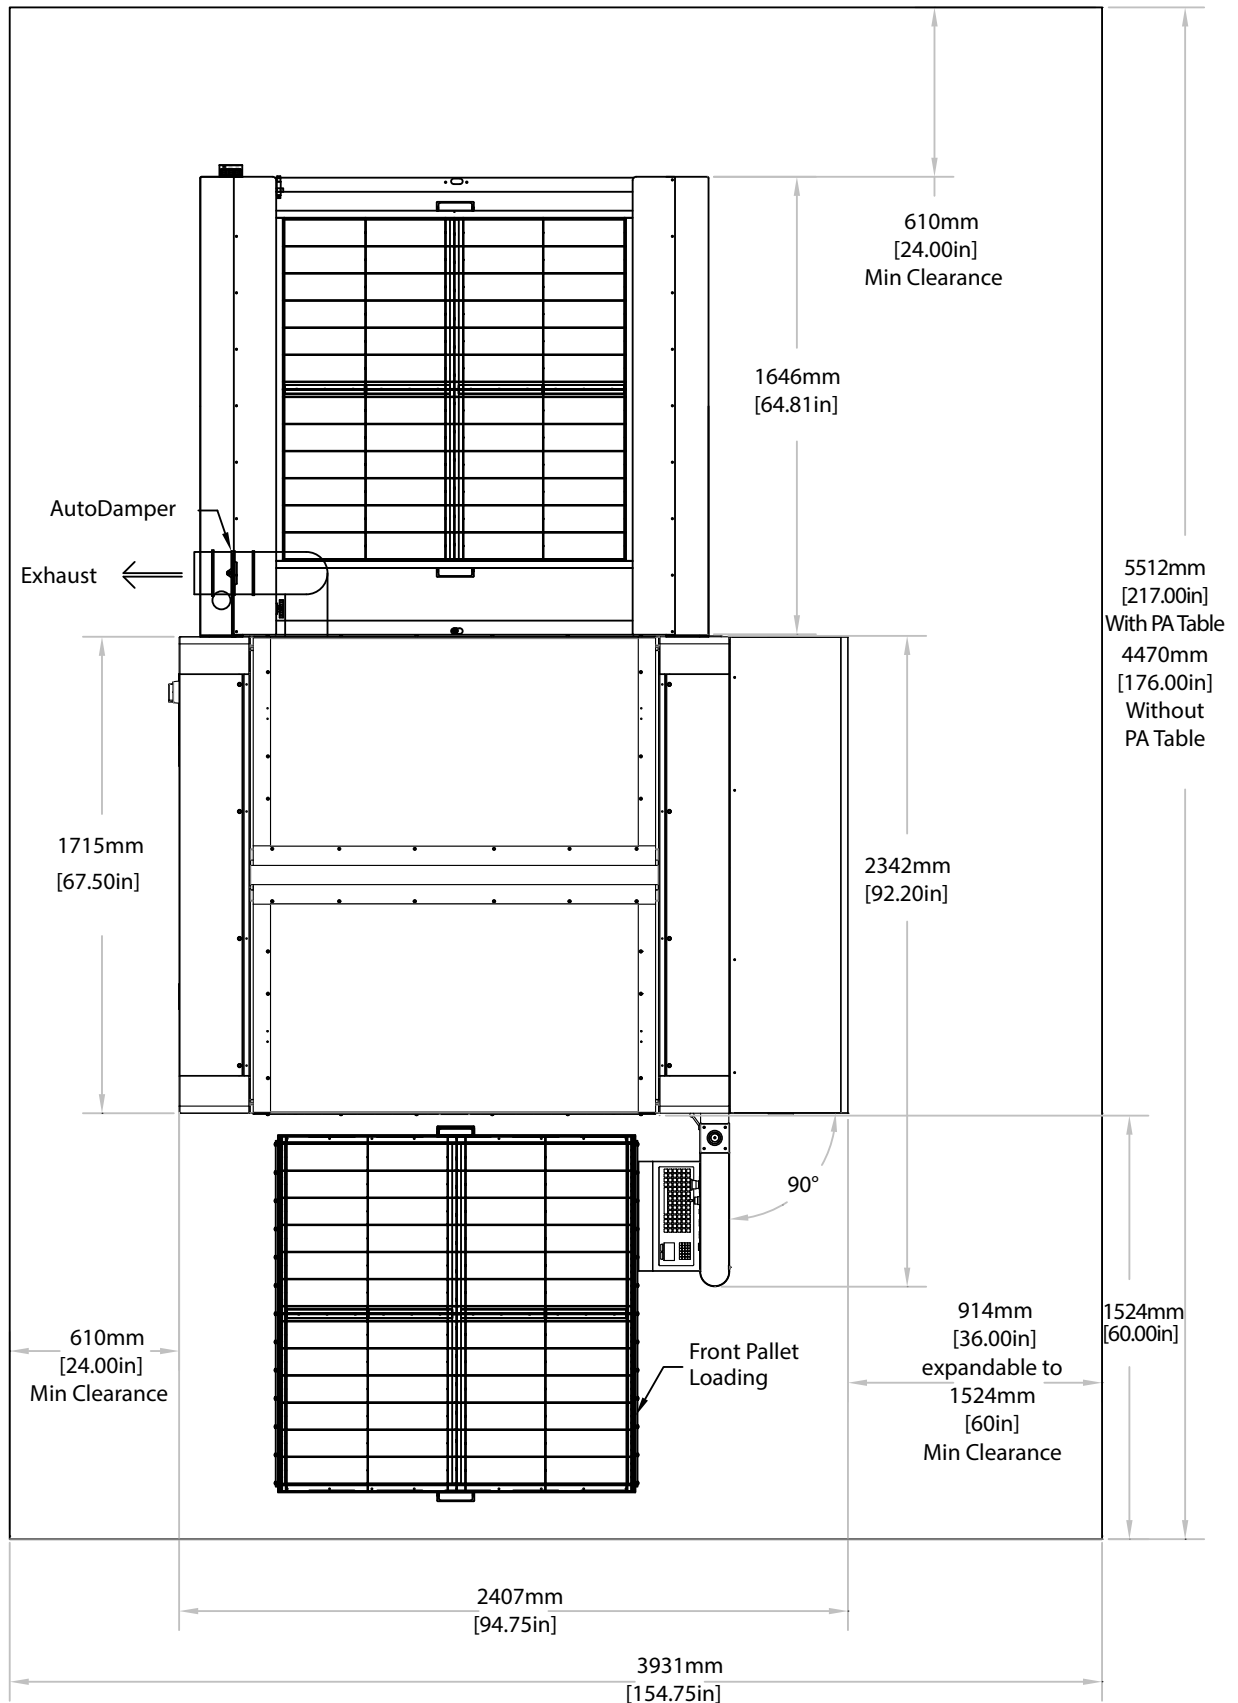 610mm
[24.00in]
Min Clearance
1646mm
[64.81in]
AutoDamper
Exhaust
5512mm
[217.00in]
With PA Table
4470mm
[176.00in]
Without
PA Table
1715mm
[67.50in]
2342mm
[92.20in]
90°
610mm
[24.00in]
Min Clearance
Front Pallet
Loading
914mm
[36.00in]
expandable to
1524mm
[60in]
Min Clearance
1524mm
[60.00in]
2407mm
[94.75in]
3931mm
[154.75in]